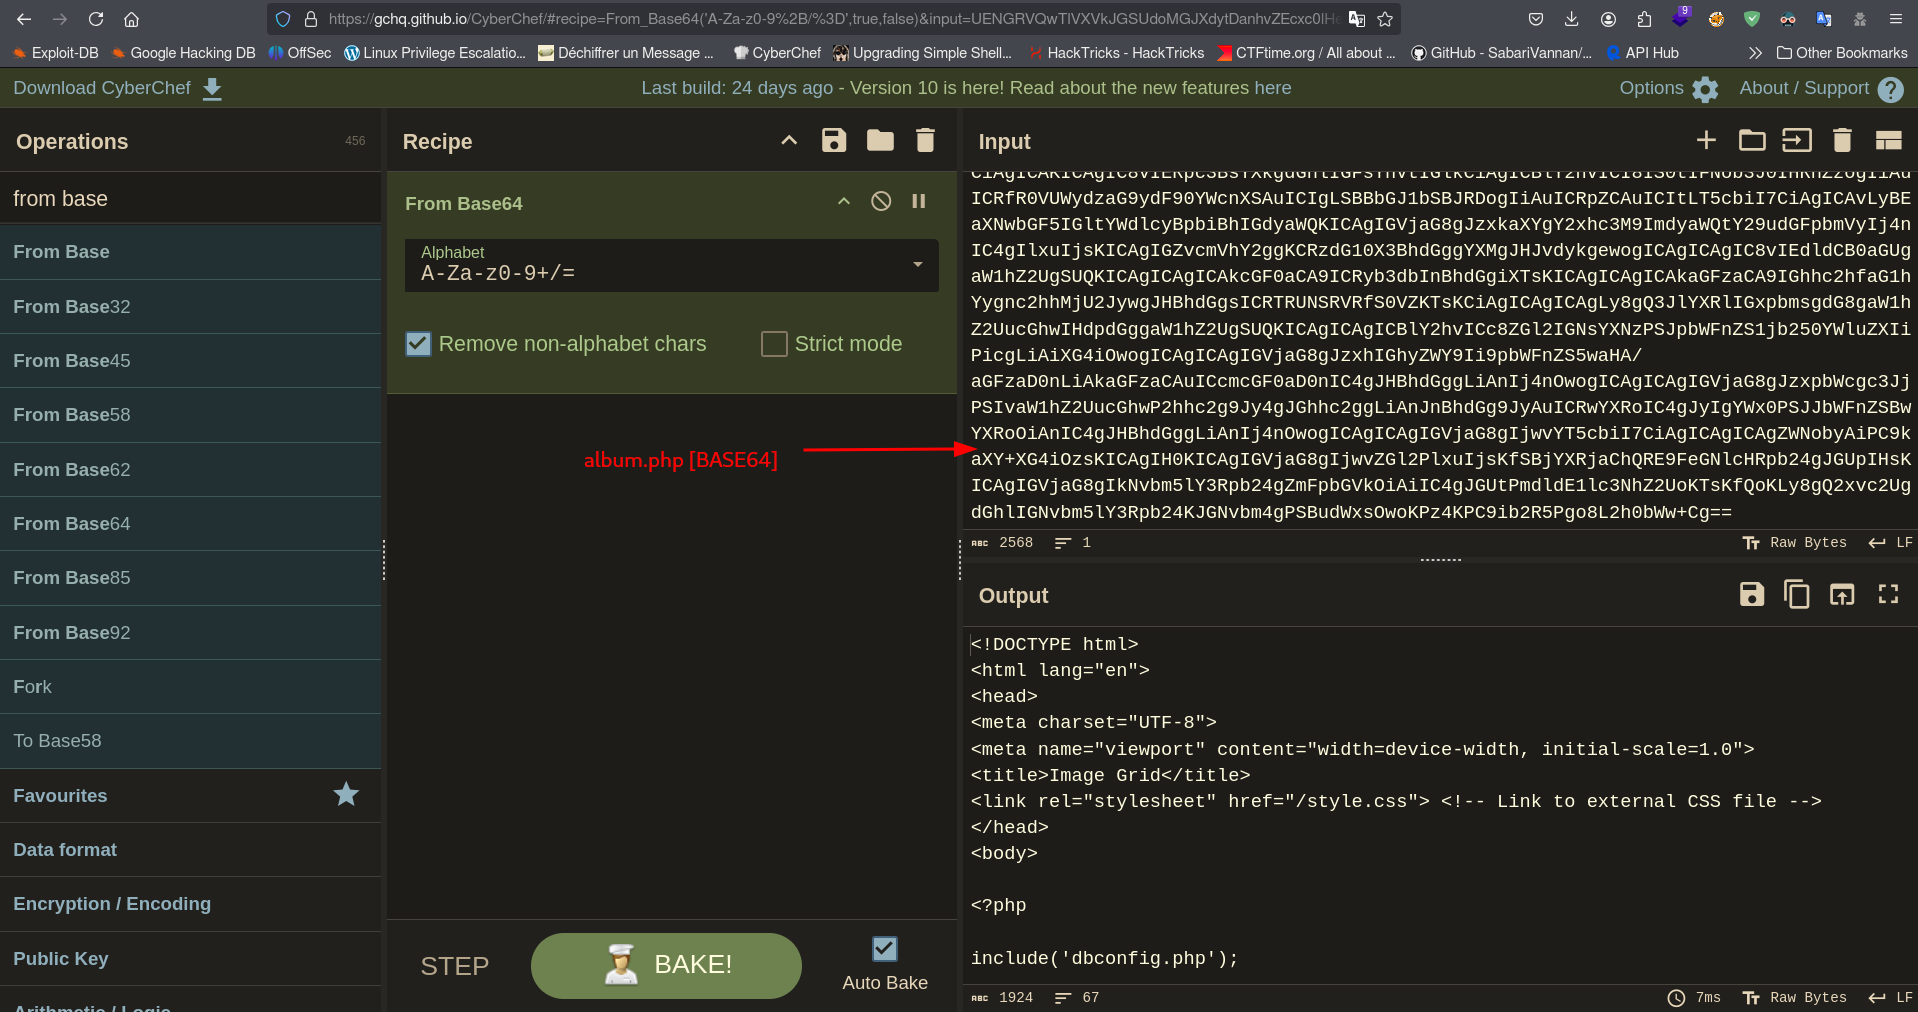 https://gchq.github.io/CyberChef/#recipe=From_Base64('A-Za-z0-9%2B/%3D',true,false)&input=
Exploit-DB Google Hacking DB OffSec Linux Privilege Escalatio... Déchiffrer un Message ... CyberChef Upgrading Simple Shell... HackTricks - HackTricks CTFtime.org / All about ... GitHub - SabariVannan/... API Hub Other Bookmarks
9
Download CyberChef Last build: 24 days ago - Version 10 is here! Read about the new features here Options About / Support
Operations 456
from base
From Base
From Base32
From Base45
From Base58
From Base62
From Base64
From Base85
From Base92
Fork
To Base58
Favourites
Data format
Encryption / Encoding
Public Key
Arithmetic / Logic
Recipe
From Base64
Alphabet
A-Za-z0-9+/=
Remove non-alphabet chars Strict mode
album.php [BASE64]
STEP BAKE! Auto Bake
Input
ICRfR0VUWydzaG9ydF90YWcnXSAuICIgLSBBbGJ1bSBJRDogIiAuICRpZCAuICItLT5cbiI7CiAgICAvLyBE
aXNwbGF5IGltYWdlcyBpbiBhIGdyaWQKICAgIGVjaG8gJzxkaXYgY2xhc3M9ImdyaWQtY29udGFpbmVyIj4n
IC4gIlxuIjsKICAgIGZvcmVhY2ggKCRzdG10X3BhdGggYXMgJHJvdykgewogICAgICAgIC8vIEdldCB0aGUg
aW1hZ2UgSUQKICAgICAgICAkcGF0aCA9ICRyb3dbInBhdGgiXTsKICAgICAgICAkaGFzaCA9IGhhc2hfaG1h
Yygnc2hhMjU2JywgJHBhdGgsICRTRUNSRVRfS0VZKTsKCiAgICAgICAgLy8gQ3JlYXRlIGxpbmsgdG8gaW1h
Z2UucGhwIHdpdGggaW1hZ2UgSUQKICAgICAgICBlY2hvICc8ZGl2IGNsYXNzPSJpbWFnZS1jb250YWluZXIi
PicgLiAiXG4iOwogICAgICAgIGVjaG8gJzxhIGhyZWY9Ii9pbWFnZS5waHA/
aGFzaD0nLiAkaGFzaCAuICcmcGF0aD0nIC4gJHBhdGggLiAnIj4nOwogICAgICAgIGVjaG8gJzxpbWcgc3Jj
PSIvaW1hZ2UucGhwP2hhc2g9Jy4gJGhhc2ggLiAnJnBhdGg9JyAuICRwYXRoIC4gJyIgYWx0PSJJbWFnZSBw
YXRoOiAnIC4gJHBhdGggLiAnIj4nOwogICAgICAgIGVjaG8gIjwvYT5cbiI7CiAgICAgICAgZWNobyAiPC9k
aXY+XG4iOzsKICAgIH0KICAgIGVjaG8gIjwvZGl2PlxuIjsKfSBjYXRjaChQRE9FeGNlcHRpb24gJGUpIHsK
ICAgIGVjaG8gIkNvbm5lY3Rpb24gZmFpbGVkOiAiIC4gJGUtPmdldE1lc3NhZ2UoKTsKfQoKLy8gQ2xvc2Ug
dGhlIGNvbm5lY3Rpb24KJGNvbm4gPSBudWxsOwoKPz4KPC9ib2R5Pgo8L2h0bWw+Cg==
2568 1 Raw Bytes LF
Output
<!DOCTYPE html>
<html lang="en">
<head>
<meta charset="UTF-8">
<meta name="viewport" content="width=device-width, initial-scale=1.0">
<title>Image Grid</title>
<link rel="stylesheet" href="/style.css"> <!-- Link to external CSS file -->
</head>
<body>
<?php
include('dbconfig.php');
1924 67 7ms Raw Bytes LF